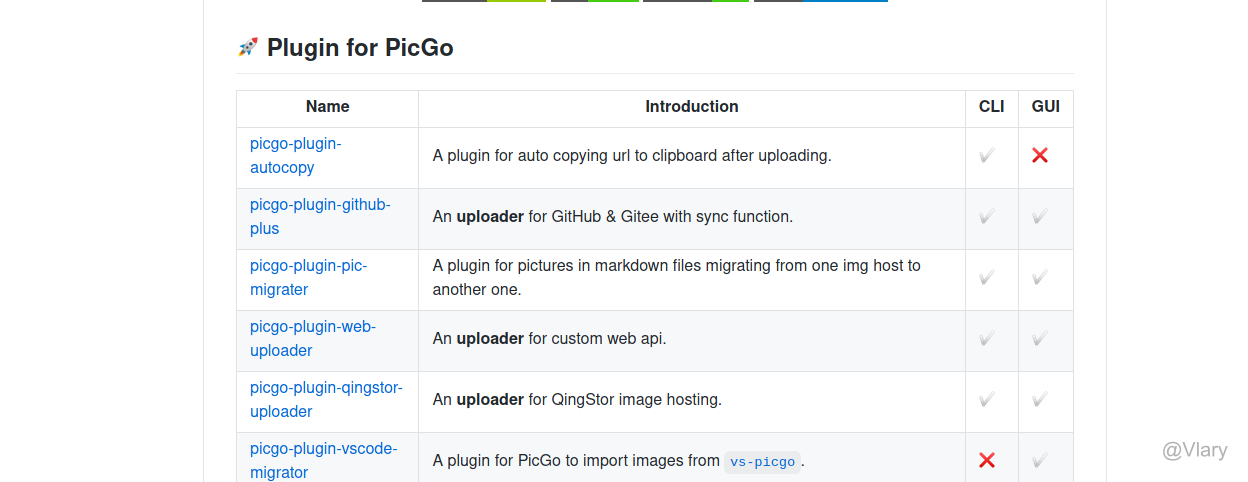 🚀 Plugin for PicGo
Name Introduction CLI GUI
picgo-plugin-
autocopy
A plugin for auto copying url to clipboard after uploading. ✔ ❌
picgo-plugin-github-
plus
An uploader for GitHub & Gitee with sync function. ✔ ✔
picgo-plugin-pic-
migrater
A plugin for pictures in markdown files migrating from one img host to
another one. ✔ ✔
picgo-plugin-web-
uploader
An uploader for custom web api. ✔ ✔
picgo-plugin-qingstor-
uploader
An uploader for QingStor image hosting. ✔ ✔
picgo-plugin-vscode-
migrator
A plugin for PicGo to import images from vs-picgo. ❌ ✔
@Vlary